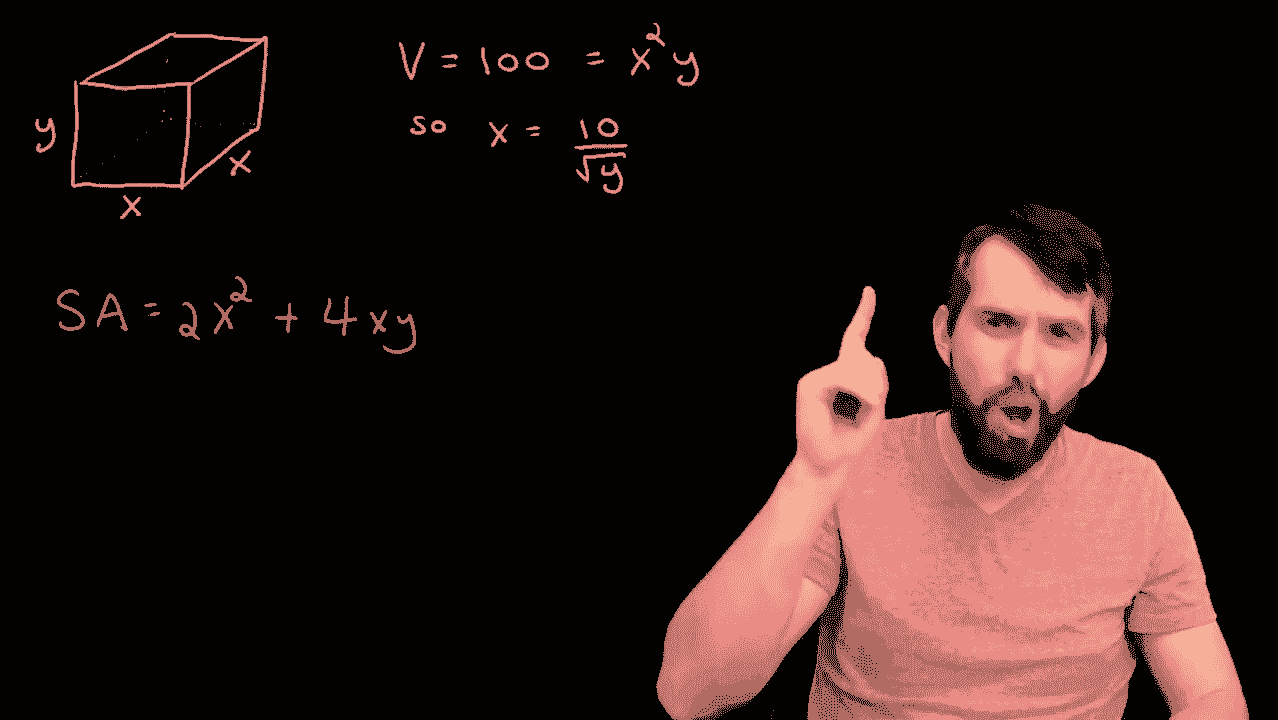 V = 100 = x²y
so x = 10/√y
y
x
x
SA = 2x² + 4xy